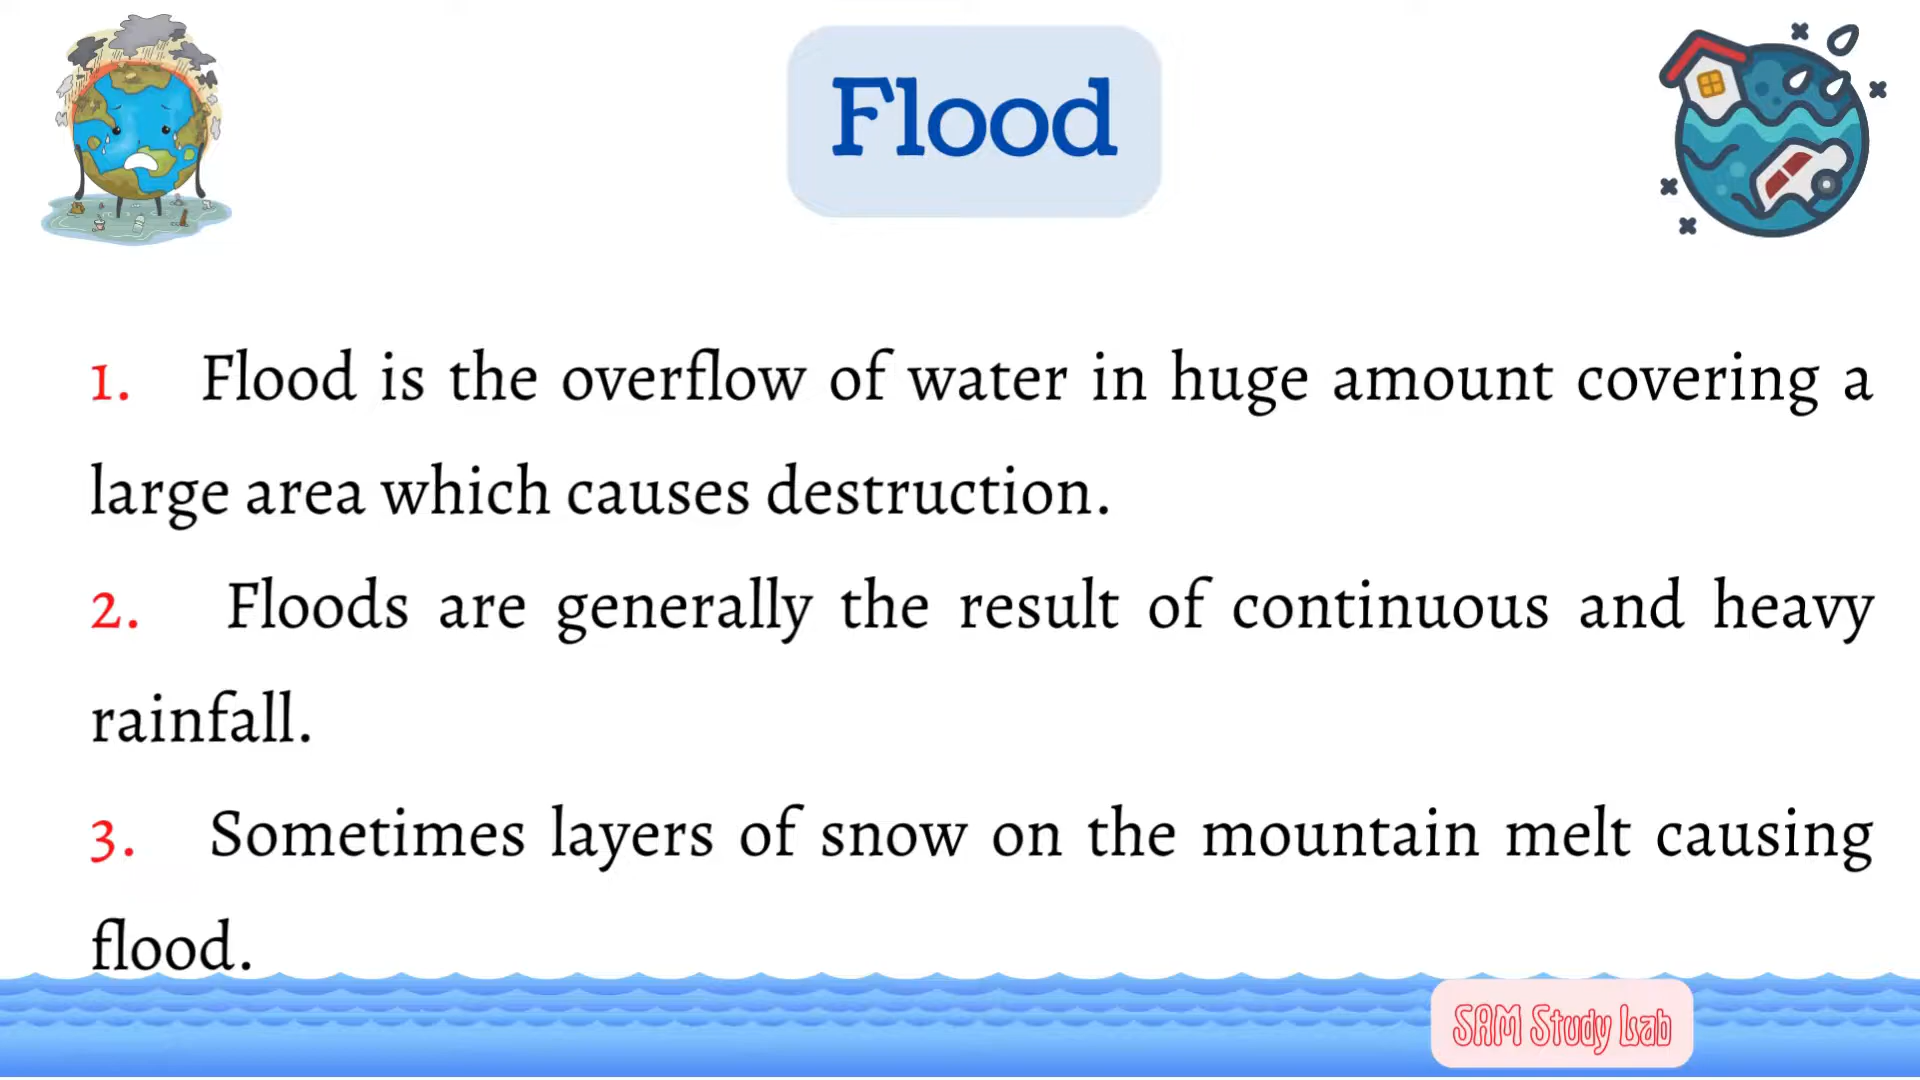 Flood
1. Flood is the overflow of water in huge amount covering a
large area which causes destruction.
2. Floods are generally the result of continuous and heavy
rainfall.
3. Sometimes layers of snow on the mountain melt causing
flood.
SAM Study Lab